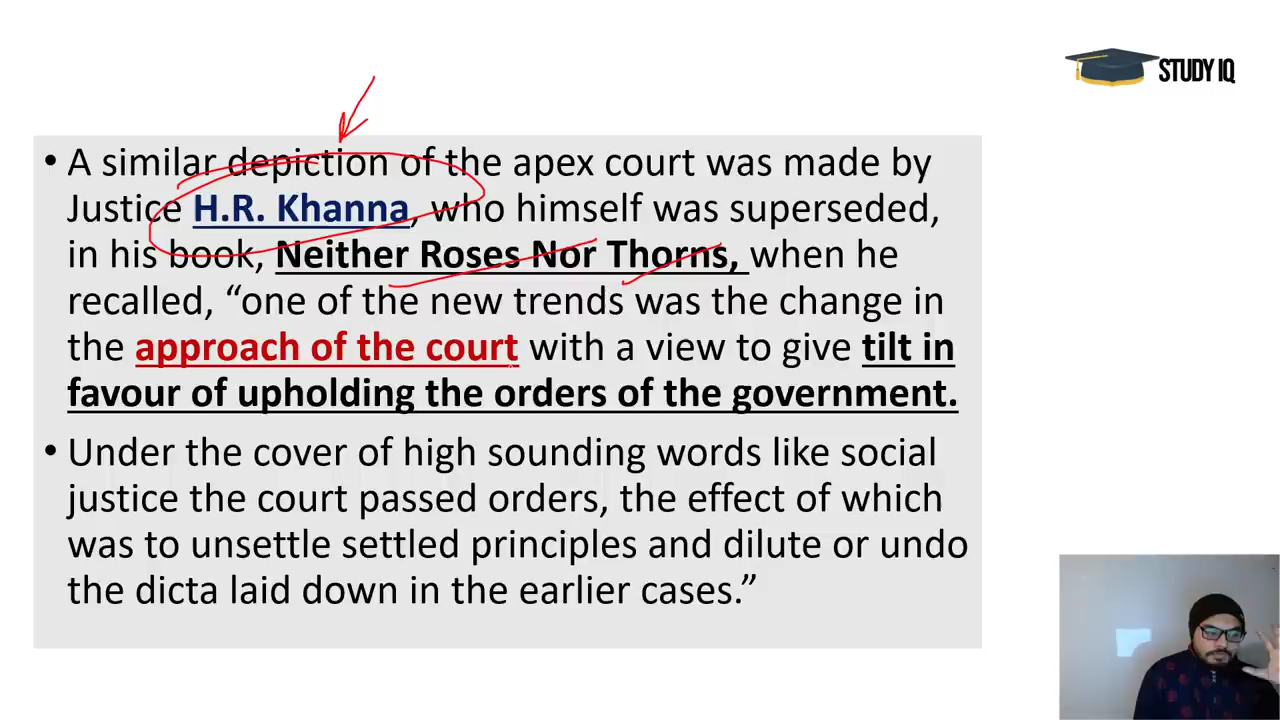 STUDY IQ
• A similar depiction of the apex court was made by
Justice H.R. Khanna, who himself was superseded,
in his book, Neither Roses Nor Thorns, when he
recalled, “one of the new trends was the change in
the approach of the court with a view to give tilt in
favour of upholding the orders of the government.
• Under the cover of high sounding words like social
justice the court passed orders, the effect of which
was to unsettle settled principles and dilute or undo
the dicta laid down in the earlier cases.”